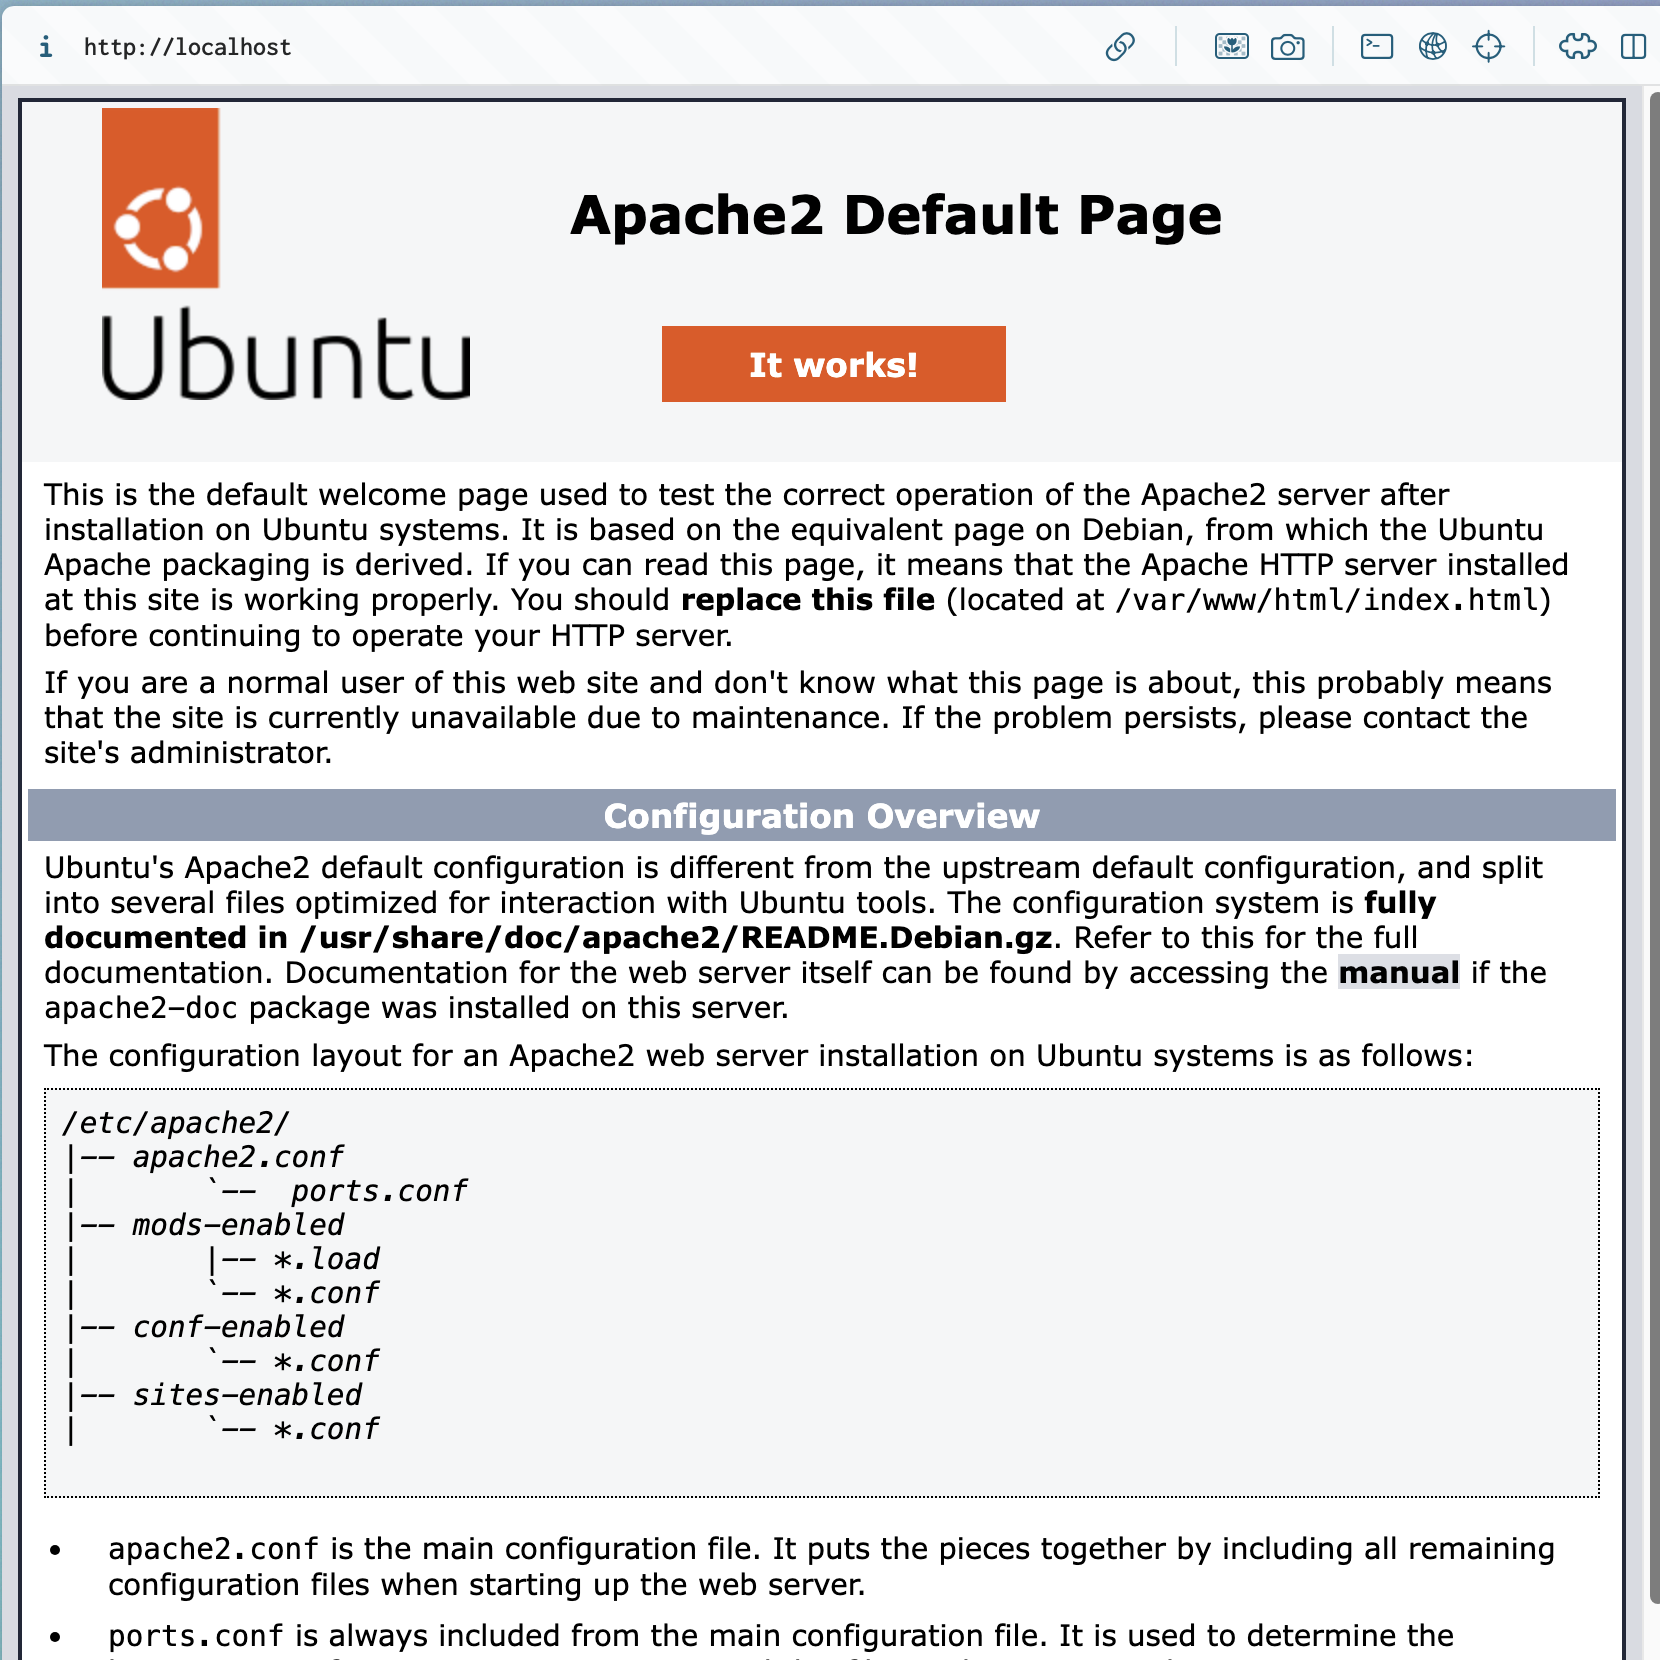 i http://localhost
Apache2 Default Page
Ubuntu
It works!
This is the default welcome page used to test the correct operation of the Apache2 server after
installation on Ubuntu systems. It is based on the equivalent page on Debian, from which the Ubuntu
Apache packaging is derived. If you can read this page, it means that the Apache HTTP server installed
at this site is working properly. You should replace this file (located at /var/www/html/index.html)
before continuing to operate your HTTP server.
If you are a normal user of this web site and don't know what this page is about, this probably means
that the site is currently unavailable due to maintenance. If the problem persists, please contact the
site's administrator.
Configuration Overview
Ubuntu's Apache2 default configuration is different from the upstream default configuration, and split
into several files optimized for interaction with Ubuntu tools. The configuration system is fully
documented in /usr/share/doc/apache2/README.Debian.gz. Refer to this for the full
documentation. Documentation for the web server itself can be found by accessing the manual if the
apache2-doc package was installed on this server.
The configuration layout for an Apache2 web server installation on Ubuntu systems is as follows:
/etc/apache2/
|-- apache2.conf
|       `--  ports.conf
|-- mods-enabled
|       |-- *.load
|       `-- *.conf
|-- conf-enabled
|       `-- *.conf
|-- sites-enabled
|       `-- *.conf
• apache2.conf is the main configuration file. It puts the pieces together by including all remaining
configuration files when starting up the web server.
• ports.conf is always included from the main configuration file. It is used to determine the